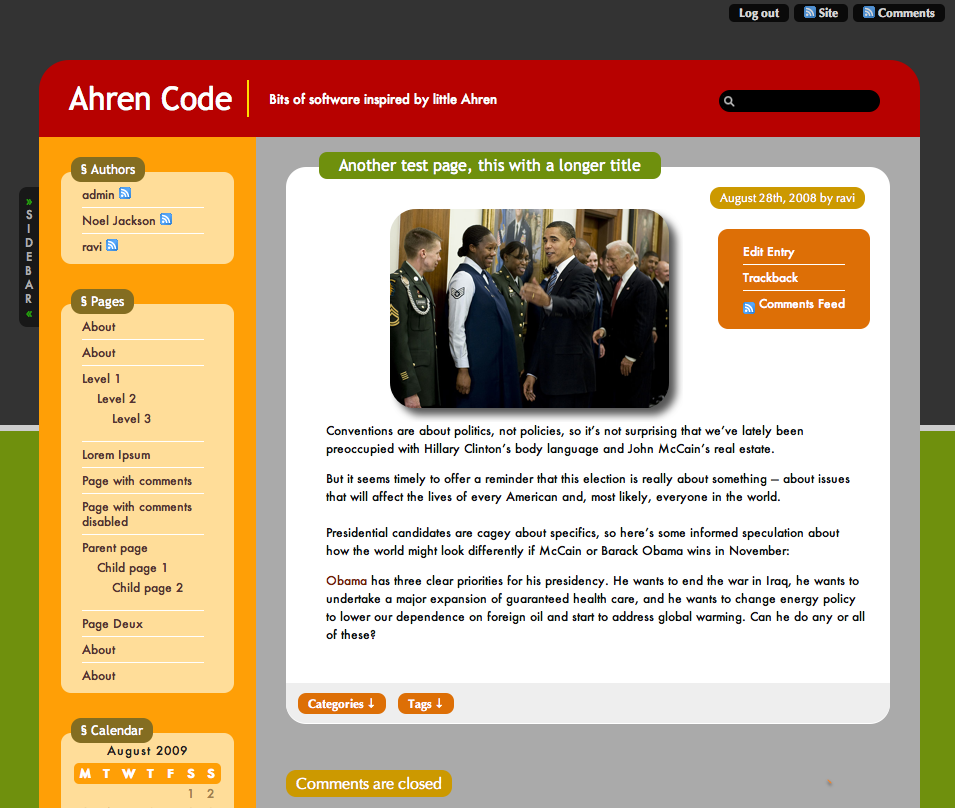 Log out
Site
Comments
Ahren Code
Bits of software inspired by little Ahren
» SIDEBAR «
§ Authors
admin
Noel Jackson
ravi
§ Pages
About
About
Level 1
Level 2
Level 3
Lorem Ipsum
Page with comments
Page with comments
disabled
Parent page
Child page 1
Child page 2
Page Deux
About
About
§ Calendar
August 2009
M T W T F S S
1 2
Another test page, this with a longer title
August 28th, 2008 by ravi
Edit Entry
Trackback
Comments Feed
Conventions are about politics, not policies, so it's not surprising that we've lately been
preoccupied with Hillary Clinton's body language and John McCain's real estate.
But it seems timely to offer a reminder that this election is really about something — about issues
that will affect the lives of every American and, most likely, everyone in the world.
Presidential candidates are cagey about specifics, so here's some informed speculation about
how the world might look differently if McCain or Barack Obama wins in November:
Obama has three clear priorities for his presidency. He wants to end the war in Iraq, he wants to
undertake a major expansion of guaranteed health care, and he wants to change energy policy
to lower our dependence on foreign oil and start to address global warming. Can he do any or all
of these?
Categories ↓
Tags ↓
Comments are closed